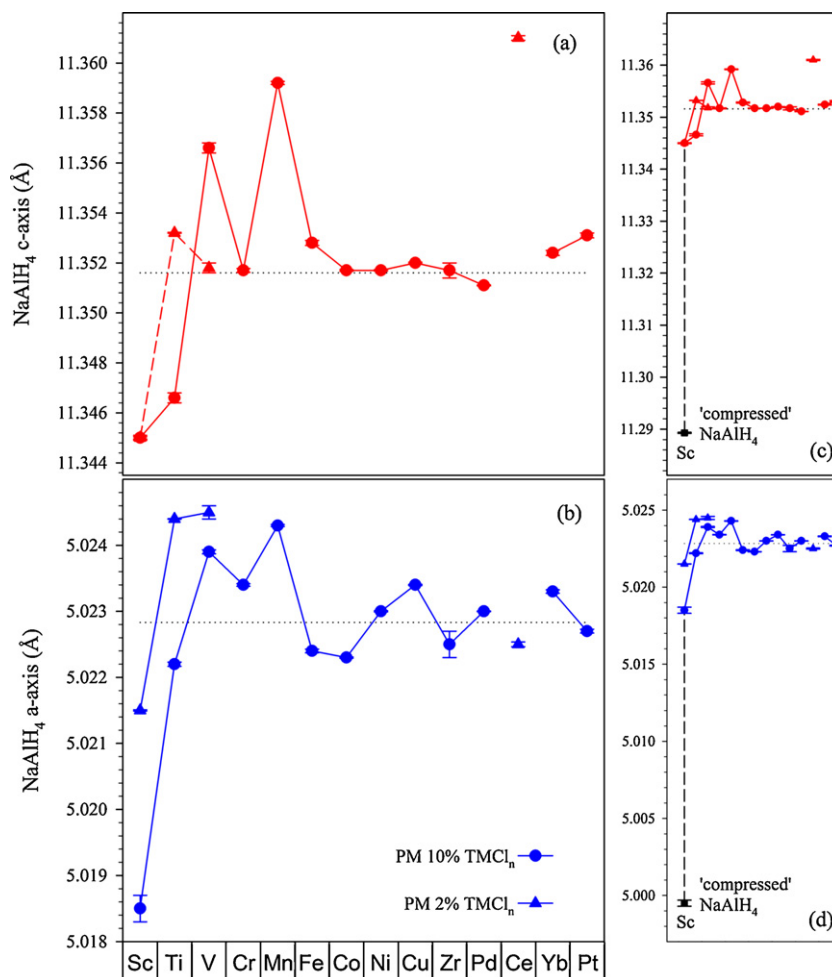 (a)
11.360
11.358
11.356
11.354
11.352
11.350
11.348
11.346
11.344
NaAlH4 c-axis (Å)
11.36
11.35
11.34
11.33
11.32
11.31
11.30
11.29
'compressed'
NaAlH4
Sc
(c)
(b)
5.024
5.023
5.022
5.021
5.020
5.019
5.018
NaAlH4 a-axis (Å)
PM 10% TMCln
PM 2% TMCln
Sc Ti V Cr Mn Fe Co Ni Cu Zr Pd Ce Yb Pt
5.025
5.020
5.015
5.010
5.005
5.000
'compressed'
NaAlH4
Sc
(d)